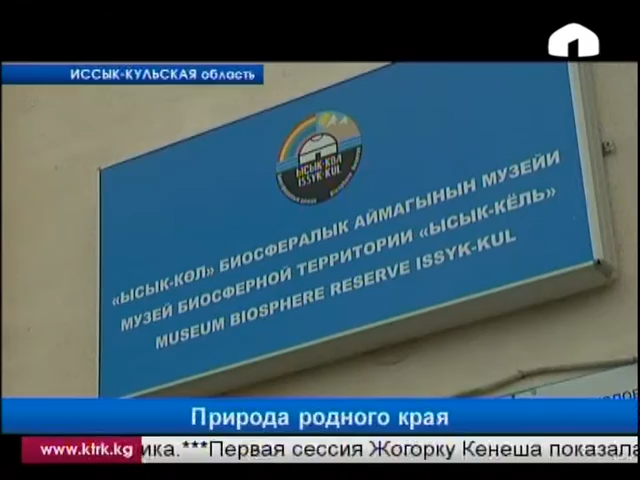 ИССЫК-КУЛЬСКАЯ область
ЫСЫК-КӨЛ
ISSYK-KUL
«ЫСЫК-КӨЛ» БИОСФЕРАЛЫК АЙМАГЫНЫН МУЗЕЙИ
МУЗЕЙ БИОСФЕРНОЙ ТЕРРИТОРИИ «ЫСЫК-КЁЛЬ»
MUSEUM BIOSPHERE RESERVE ISSYK-KUL
Природа родного края
www.ktrk.kg
ика.***Первая сессия Жогорку Кенеша показала